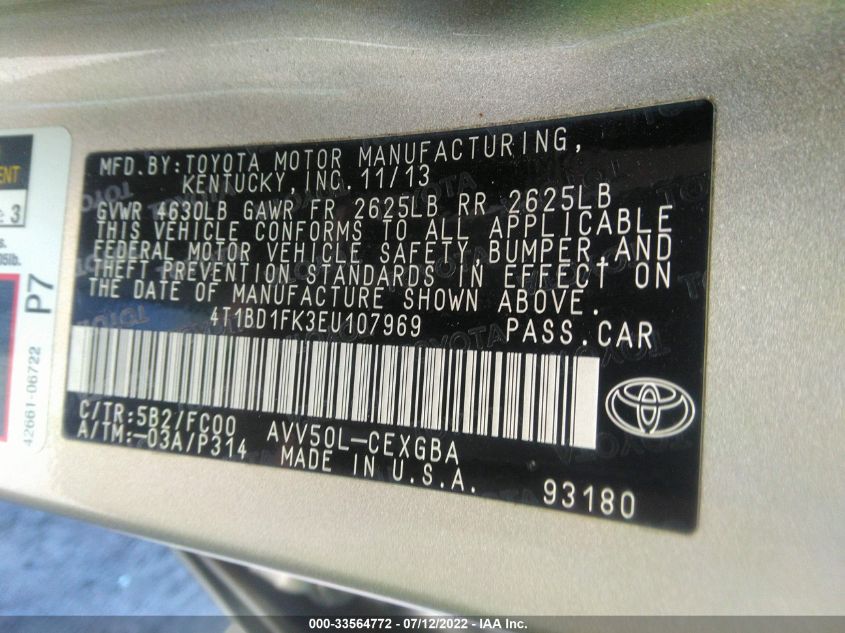 ENT
: 3
s.
05lb.
P7
42661-06722
MFD.BY:TOYOTA MOTOR MANUFACTURING,
KENTUCKY, INC. 11/13
GVWR 4630LB GAWR FR 2625LB RR 2625LB
THIS VEHICLE CONFORMS TO ALL APPLICABLE
FEDERAL MOTOR VEHICLE SAFETY,BUMPER,AND
THEFT PREVENTION STANDARDS IN EFFECT ON
THE DATE OF MANUFACTURE SHOWN ABOVE.
4T1BD1FK3EU107969 PASS.CAR
C/TR:5B2/FC00
A/TM:-03A/P314 AVV50L-CEXGBA
MADE IN U.S.A. 93180
000-33564772 - 07/12/2022 - IAA Inc.